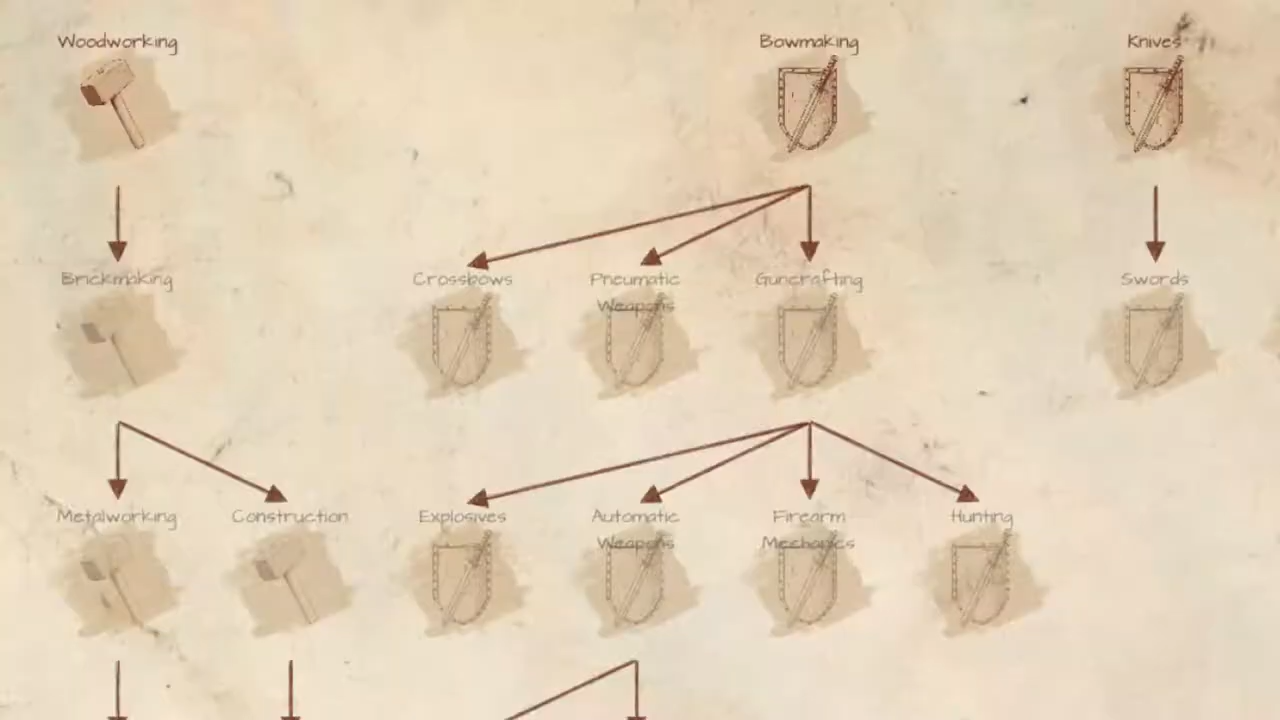 Woodworking
Bowmaking
Knives
Brickmaking
Crossbows
Pneumatic
Weapons
Guncrafting
Swords
Metalworking
Construction
Explosives
Automatic
Weapons
Firearm
Mechanics
Hunting